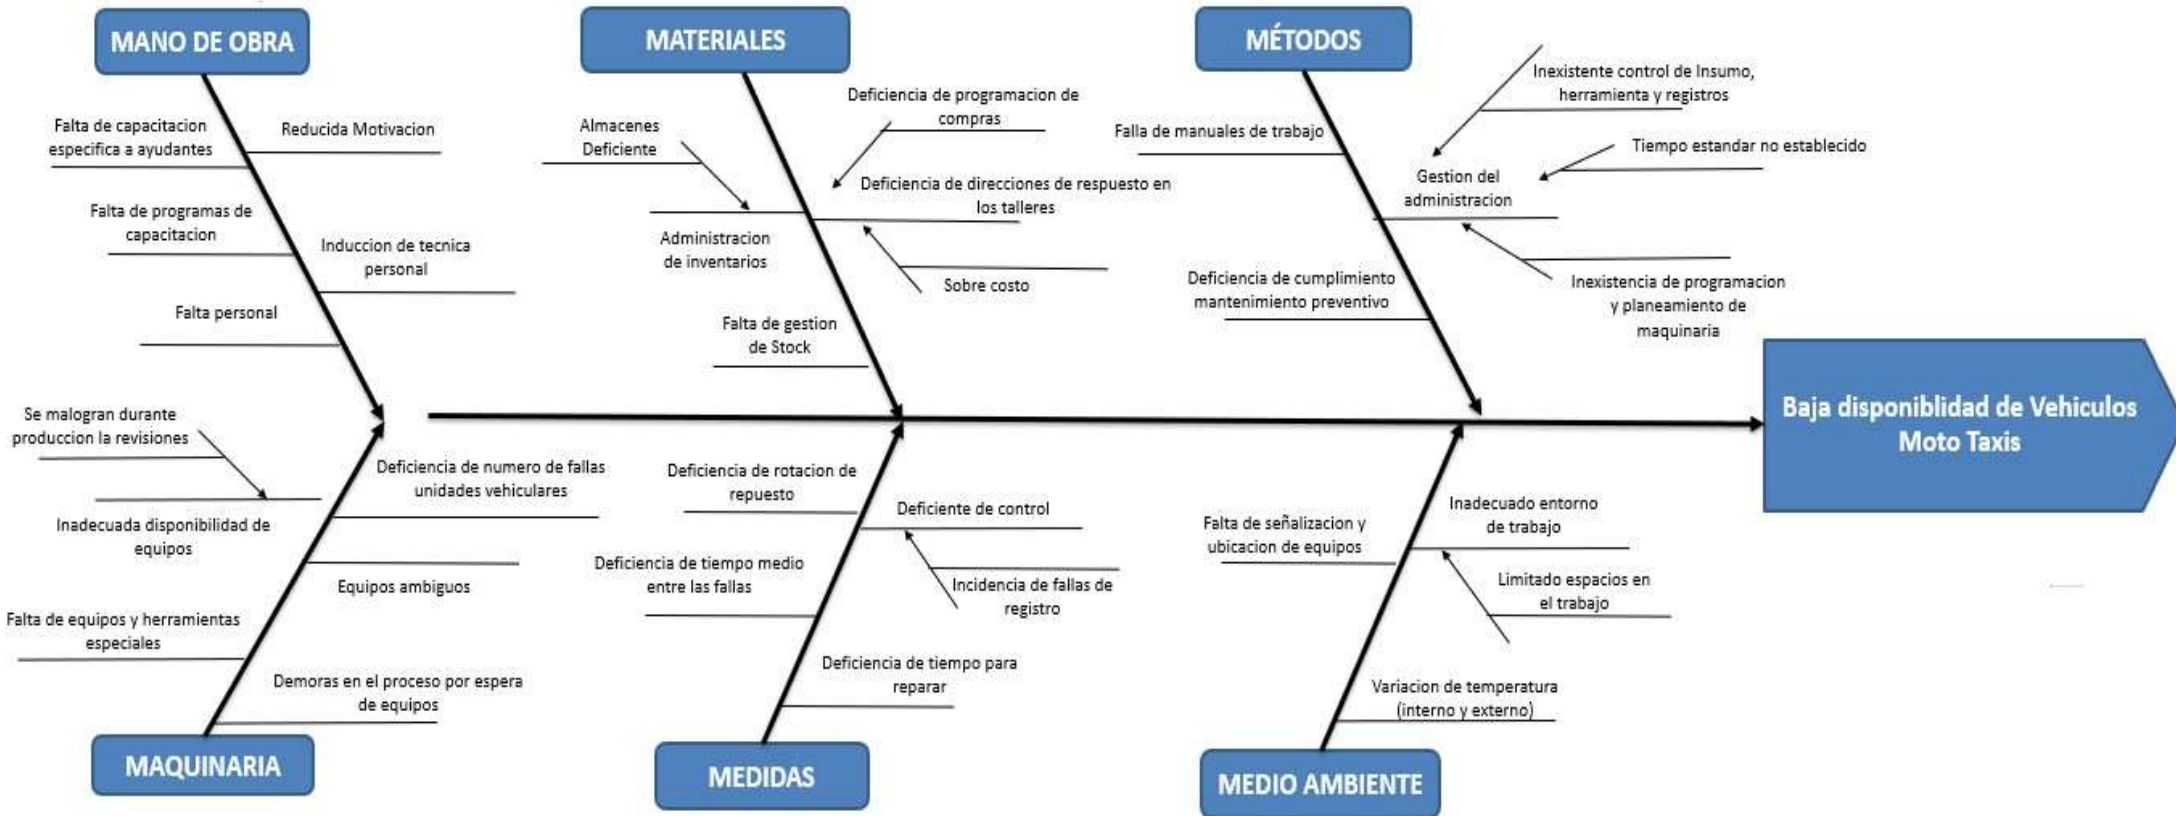 MANO DE OBRA
Falta de capacitacion
especifica a ayudantes
Reducida Motivacion
Falta de programas de
capacitacion
Induccion de tecnica
personal
Falta personal
MATERIALES
Almacenes
Deficiente
Deficiencia de programacion de
compras
Deficiencia de direcciones de respuesto en
los talleres
Administracion
de inventarios
Sobre costo
Falta de gestion
de Stock
MÉTODOS
Falla de manuales de trabajo
Inexistente control de Insumo,
herramienta y registros
Tiempo estandar no establecido
Gestion del
administracion
Deficiencia de cumplimiento
mantenimiento preventivo
Inexistencia de programacion
y planeamiento de
maquinaria
Baja disponiblidad de Vehiculos
Moto Taxis
Se malogran durante
produccion la revisiones
Deficiencia de numero de fallas
unidades vehiculares
Inadecuada disponibilidad de
equipos
Equipos ambiguos
Falta de equipos y herramientas
especiales
Demoras en el proceso por espera
de equipos
MAQUINARIA
Deficiencia de rotacion de
repuesto
Deficiente de control
Deficiencia de tiempo medio
entre las fallas
Incidencia de fallas de
registro
Deficiencia de tiempo para
reparar
MEDIDAS
Falta de señalizacion y
ubicacion de equipos
Inadecuado entorno
de trabajo
Limitado espacios en
el trabajo
Variacion de temperatura
(interno y externo)
MEDIO AMBIENTE